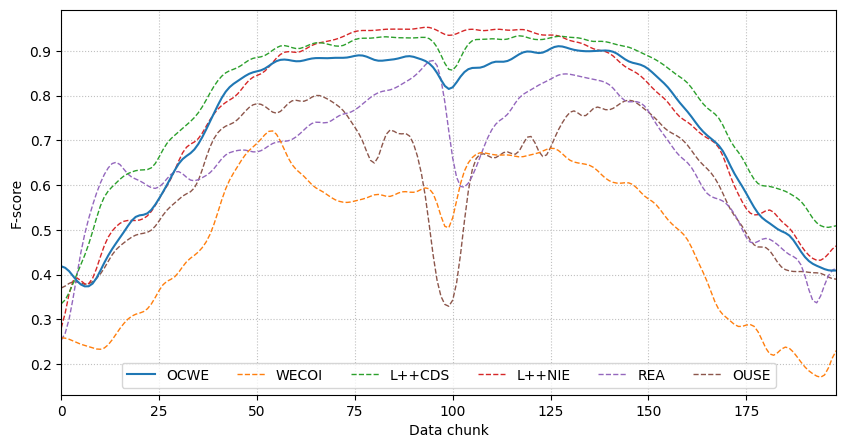 F-score
0.9
0.8
0.7
0.6
0.5
0.4
0.3
0.2
OCWE WECOI L++CDS L++NIE REA OUSE
0 25 50 75 100 125 150 175
Data chunk